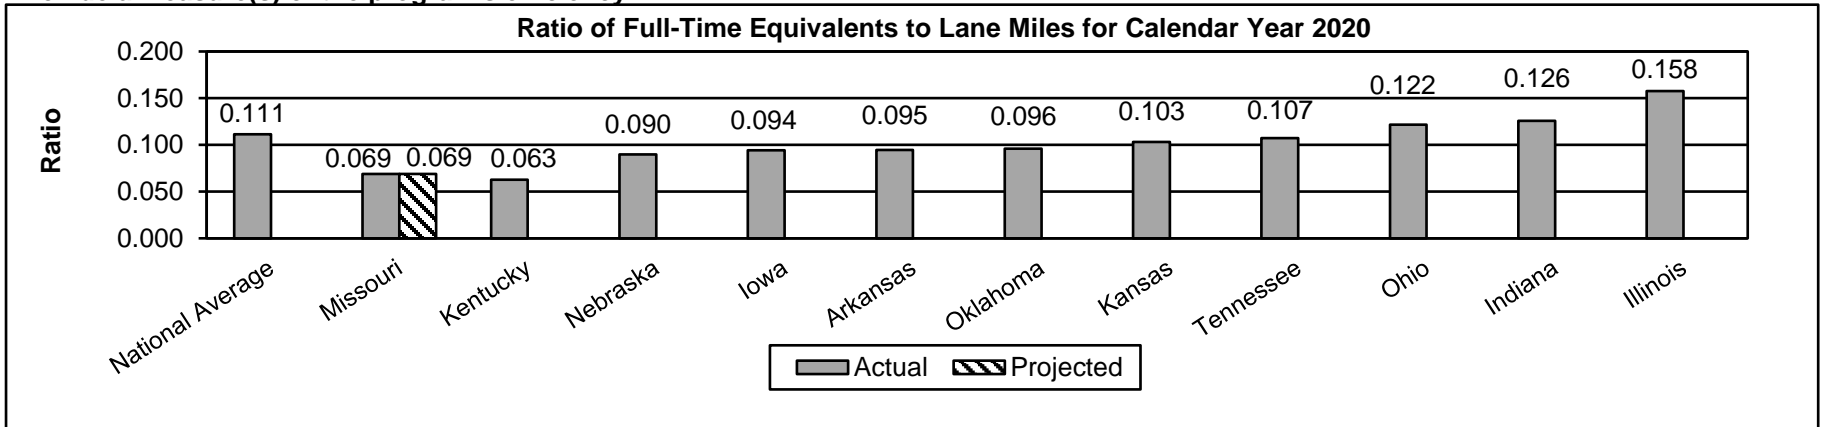 Ratio of Full-Time Equivalents to Lane Miles for Calendar Year 2020
Ratio
0.200
0.150
0.100
0.050
0.000
0.111
0.069
0.069
0.063
0.090
0.094
0.095
0.096
0.103
0.107
0.122
0.126
0.158
National Average
Missouri
Kentucky
Nebraska
Iowa
Arkansas
Oklahoma
Kansas
Tennessee
Ohio
Indiana
Illinois
Actual
Projected